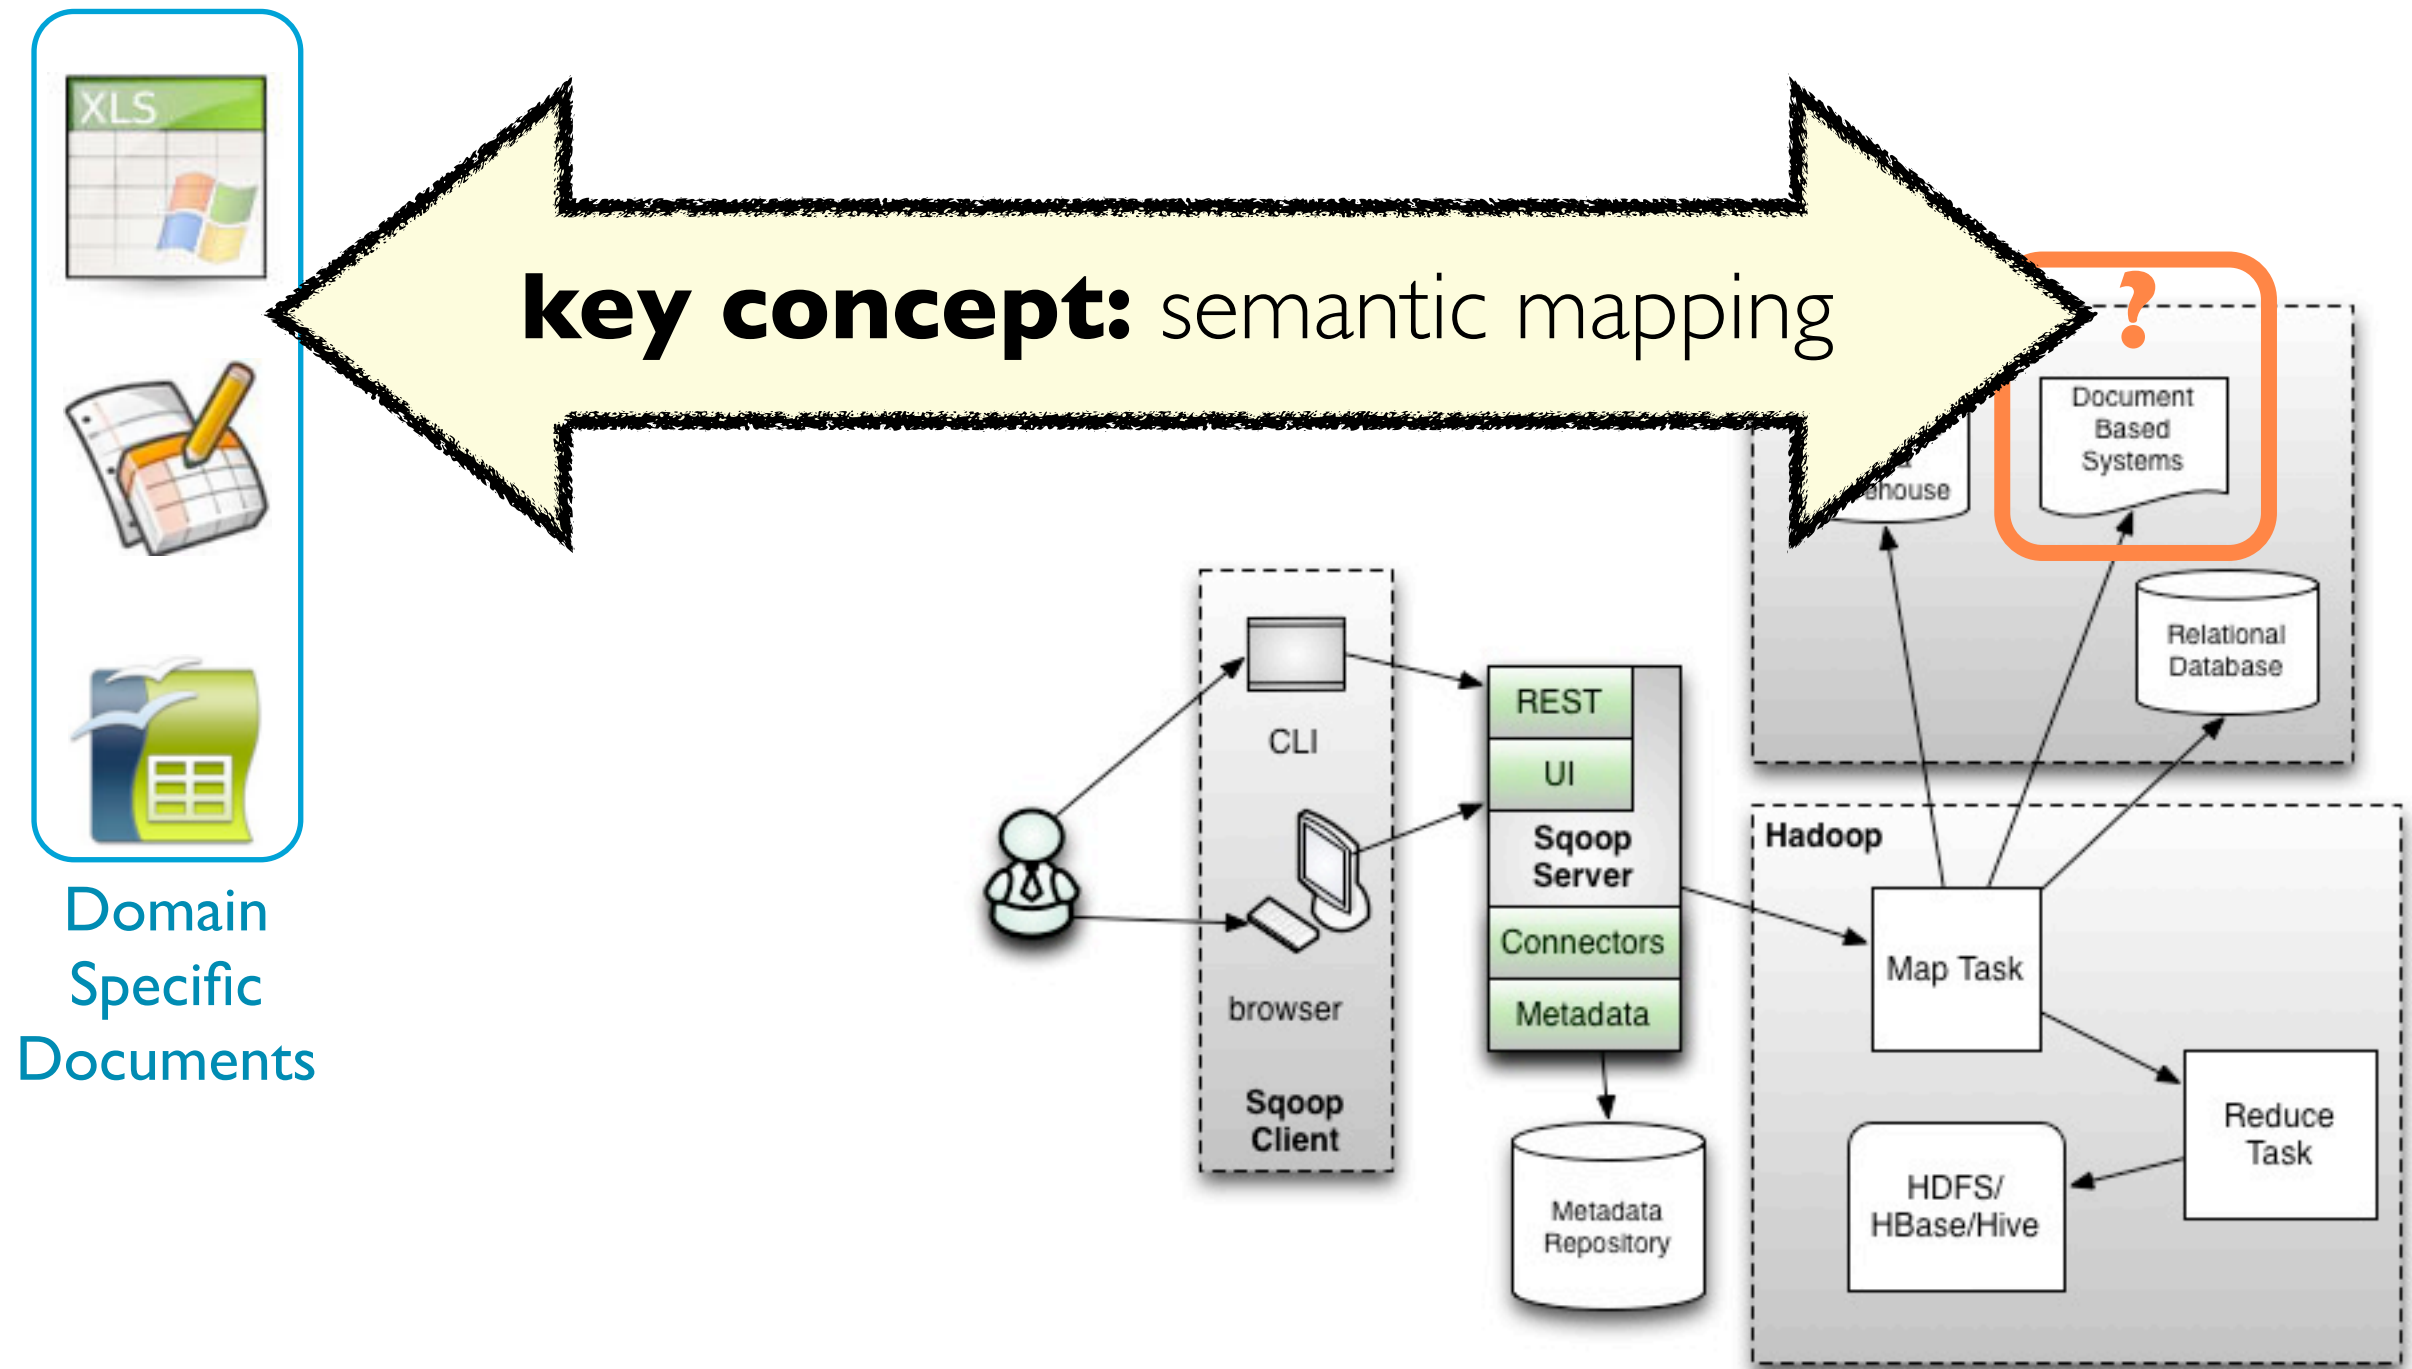 XLS
key concept: semantic mapping
?
Document
Based
Systems
Relational
Database
REST
UI
CLI
Sqoop
Server
Hadoop
Domain
Specific
Documents
Connectors
Map Task
browser
Metadata
Sqoop
Client
Reduce
Task
HDFS/
HBase/Hive
Metadata
Repository